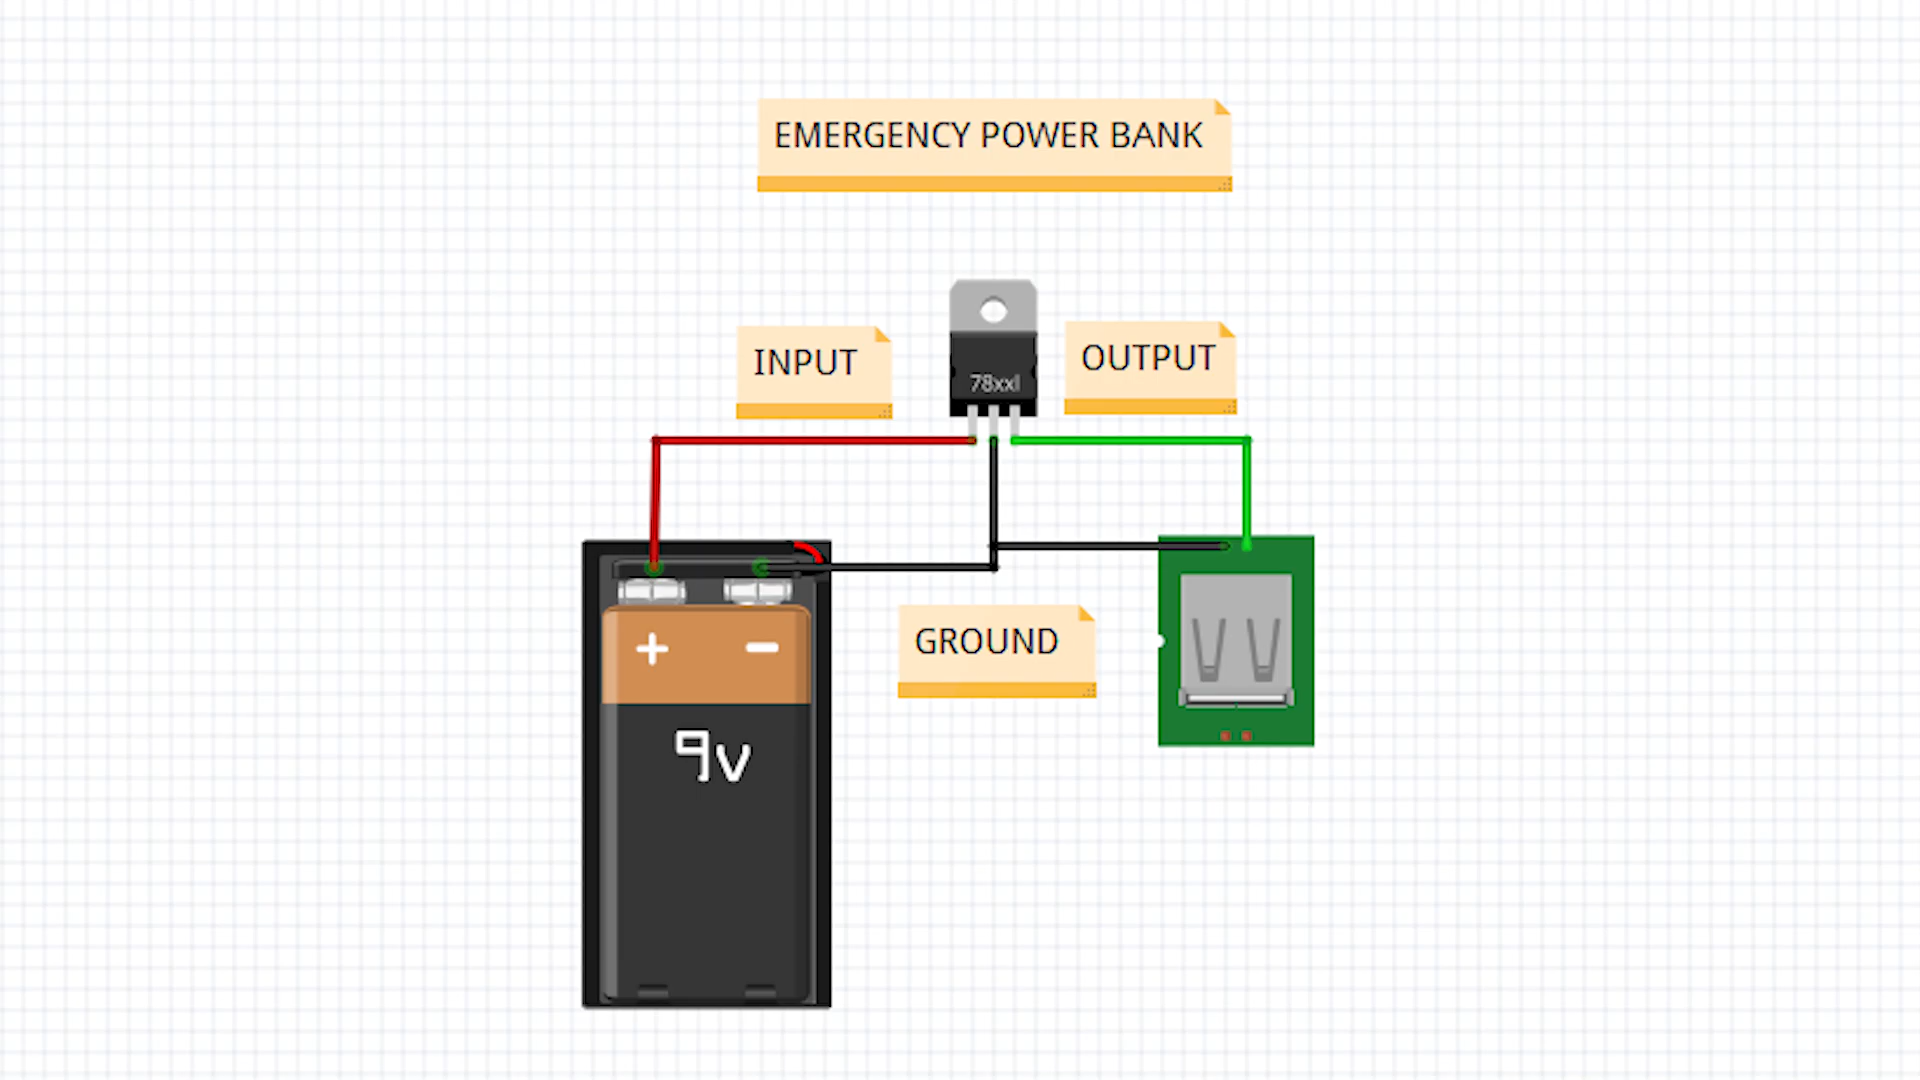 EMERGENCY POWER BANK
INPUT
OUTPUT
78xxl
GROUND
+ −
9v